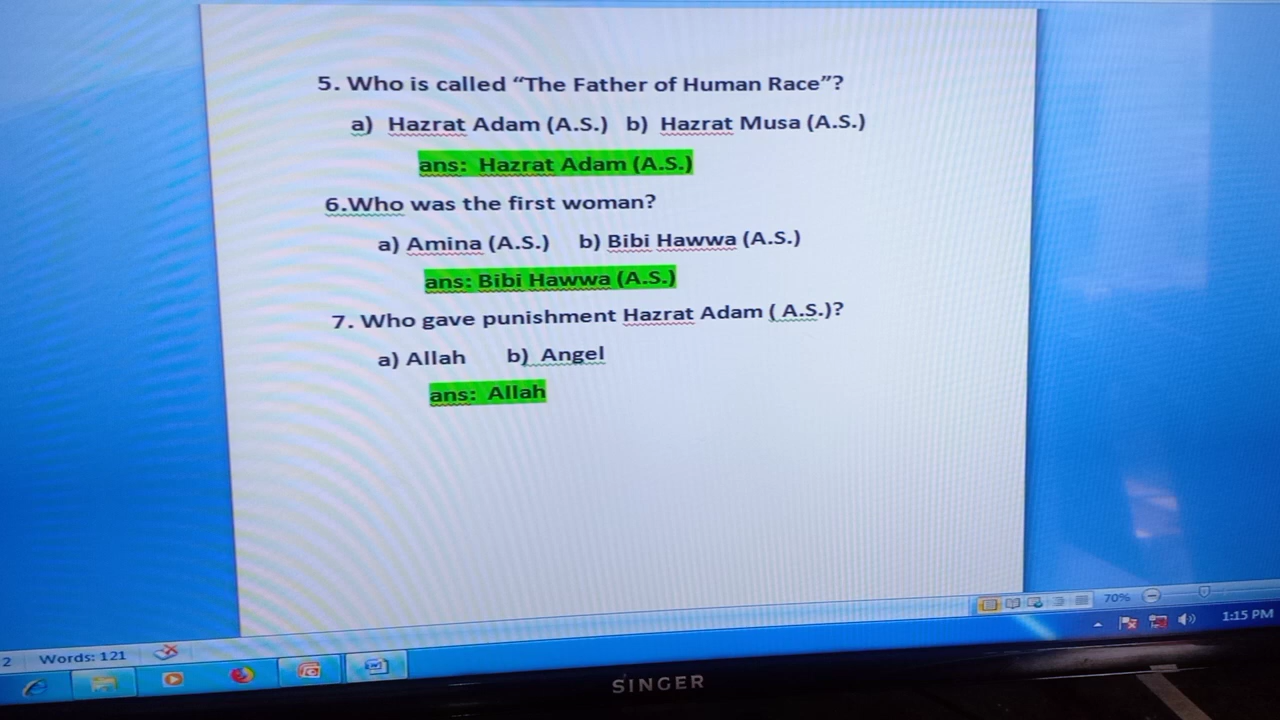 5. Who is called “The Father of Human Race”?
a) Hazrat Adam (A.S.) b) Hazrat Musa (A.S.)
ans: Hazrat Adam (A.S.)
6.Who was the first woman?
a) Amina (A.S.) b) Bibi Hawwa (A.S.)
ans: Bibi Hawwa (A.S.)
7. Who gave punishment Hazrat Adam ( A.S.)?
a) Allah b) Angel
ans: Allah
70%
2 Words: 121
1:15 PM
SINGER